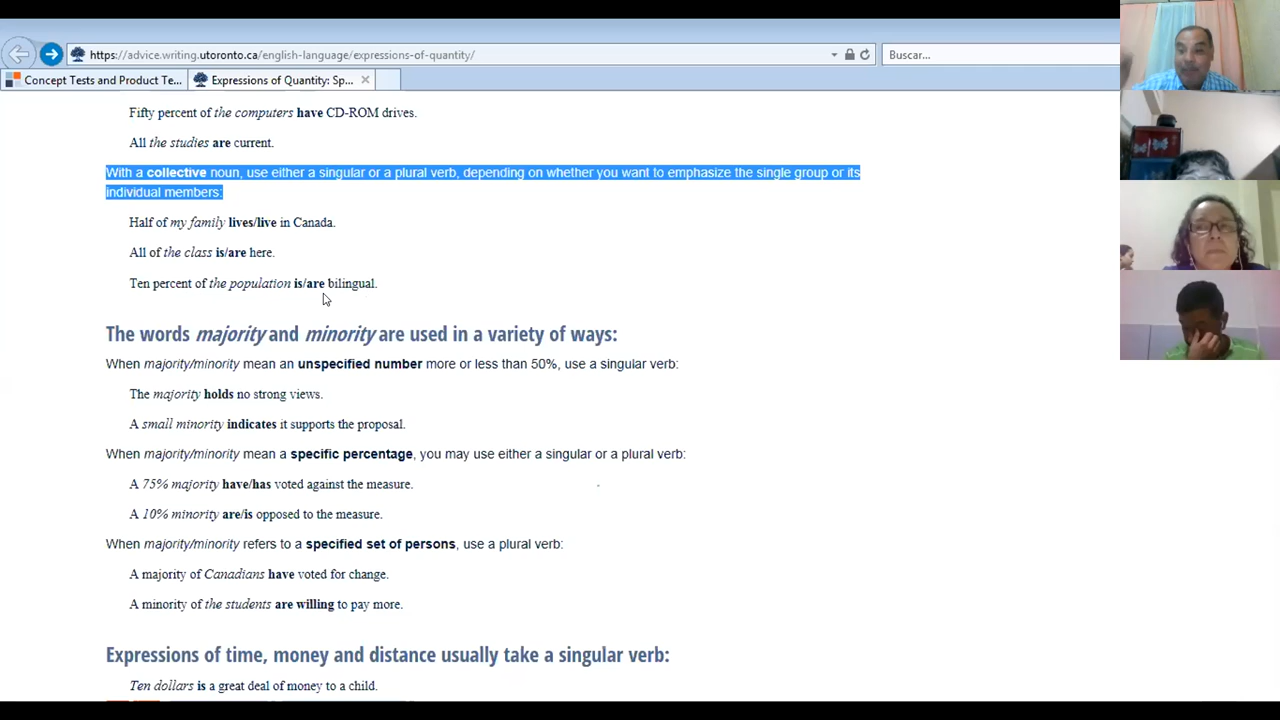 https://advice.writing.utoronto.ca/english-language/expressions-of-quantity/
Buscar...
Concept Tests and Product Te...
Expressions of Quantity: Sp...
Fifty percent of the computers have CD-ROM drives.
All the studies are current.
With a collective noun, use either a singular or a plural verb, depending on whether you want to emphasize the single group or its
individual members:
Half of my family lives/live in Canada.
All of the class is/are here.
Ten percent of the population is/are bilingual.
The words majority and minority are used in a variety of ways:
When majority/minority mean an unspecified number more or less than 50%, use a singular verb:
The majority holds no strong views.
A small minority indicates it supports the proposal.
When majority/minority mean a specific percentage, you may use either a singular or a plural verb:
A 75% majority have/has voted against the measure.
A 10% minority are/is opposed to the measure.
When majority/minority refers to a specified set of persons, use a plural verb:
A majority of Canadians have voted for change.
A minority of the students are willing to pay more.
Expressions of time, money and distance usually take a singular verb:
Ten dollars is a great deal of money to a child.